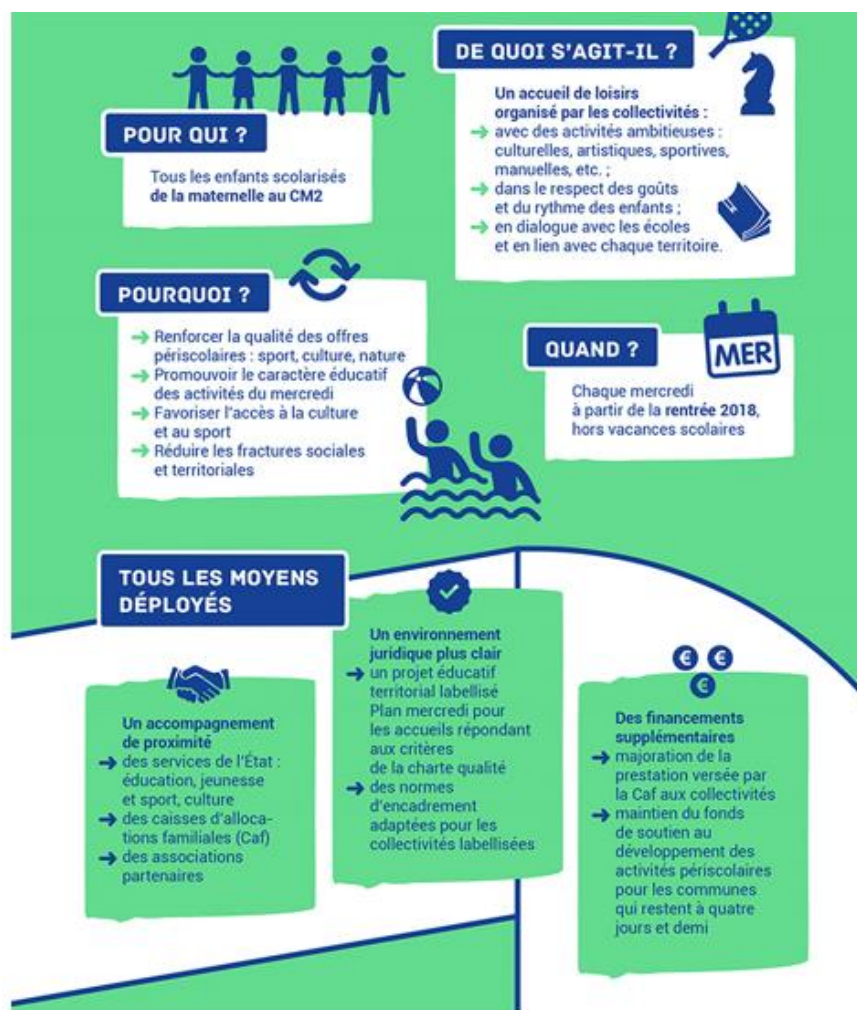 POUR QUI ?
Tous les enfants scolarisés
de la maternelle au CM2
DE QUOI S'AGIT-IL ?
Un accueil de loisirs
organisé par les collectivités :
➔ avec des activités ambitieuses :
culturelles, artistiques, sportives,
manuelles, etc. ;
➔ dans le respect des goûts
et du rythme des enfants ;
➔ en dialogue avec les écoles
et en lien avec chaque territoire.
POURQUOI ?
➔ Renforcer la qualité des offres
périscolaires : sport, culture, nature
➔ Promouvoir le caractère éducatif
des activités du mercredi
➔ Favoriser l'accès à la culture
et au sport
➔ Réduire les fractures sociales
et territoriales
QUAND ?
MER
Chaque mercredi
à partir de la rentrée 2018,
hors vacances scolaires
TOUS LES MOYENS
DÉPLOYÉS
Un accompagnement
de proximité
➔ des services de l'État :
éducation, jeunesse
et sport, culture
➔ des caisses d'alloca-
tions familiales (Caf)
➔ des associations
partenaires
Un environnement
juridique plus clair
➔ un projet éducatif
territorial labellisé
Plan mercredi pour
les accueils répondant
aux critères
de la charte qualité
➔ des normes
d'encadrement
adaptées pour les
collectivités labellisées
€ €
€
Des financements
supplémentaires
➔ majoration de la
prestation versée par
la Caf aux collectivités
➔ maintien du fonds
de soutien au
développement des
activités périscolaires
pour les communes
qui restent à quatre
jours et demi